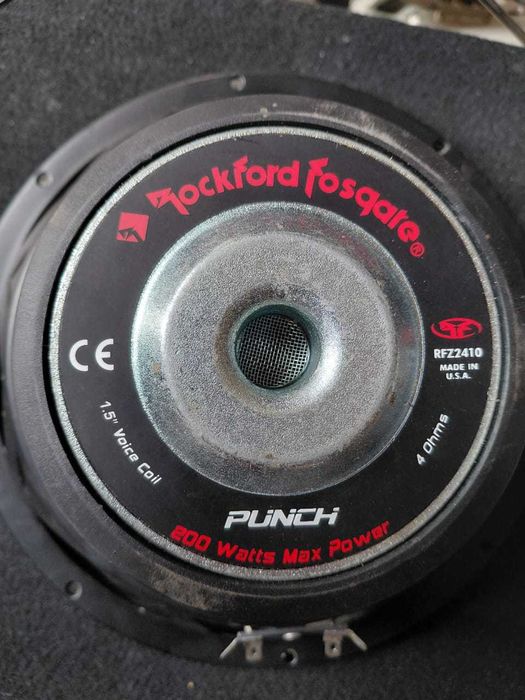 Rockford Fosgate®
CE
RFZ2410
MADE IN
U.S.A.
1.5" Voice Coil
4 Ohms
PUNCH
200 Watts Max Power